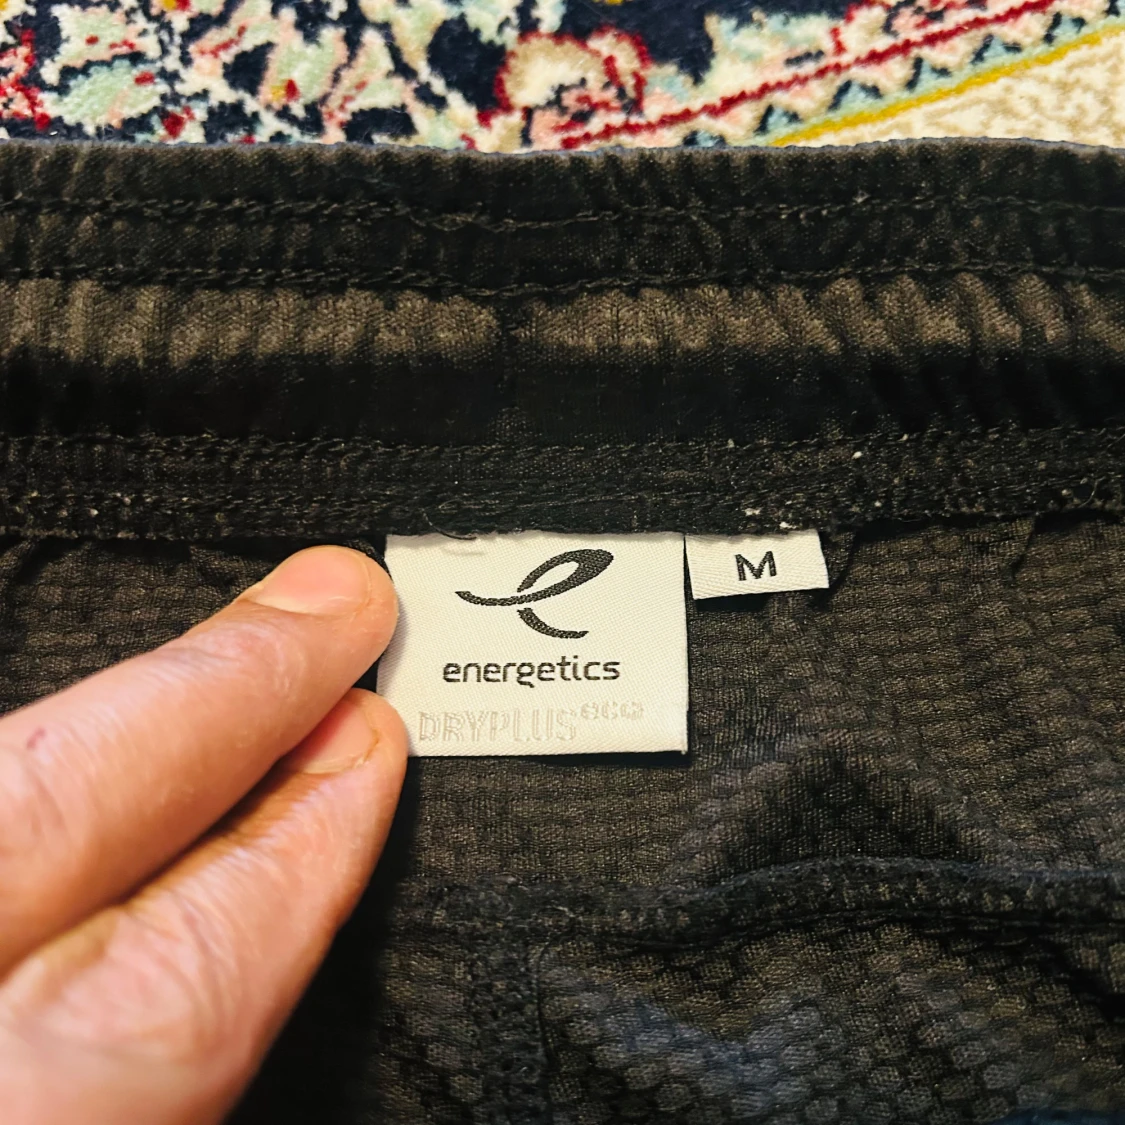 energetics
DRYPLUS eco
M